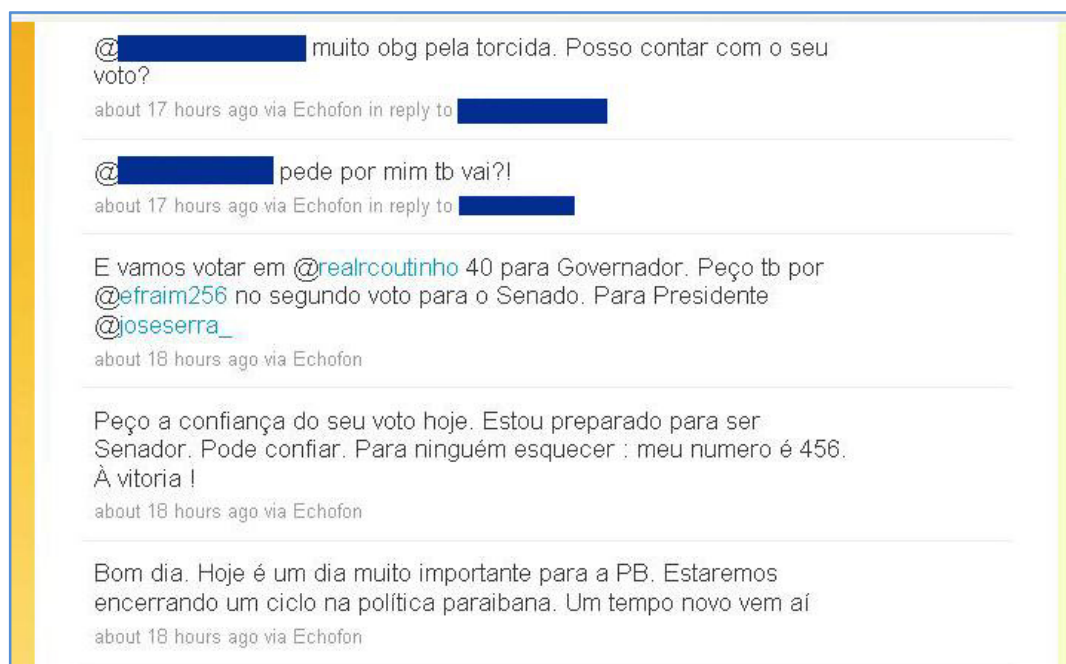 @ muito obg pela torcida. Posso contar com o seu
voto?
about 17 hours ago via Echofon in reply to
@ pede por mim tb vai?!
about 17 hours ago via Echofon in reply to
E vamos votar em @realrcoutinho 40 para Governador. Peço tb por
@efraim256 no segundo voto para o Senado. Para Presidente
@joseserra_
about 18 hours ago via Echofon
Peço a confiança do seu voto hoje. Estou preparado para ser
Senador. Pode confiar. Para ninguém esquecer : meu numero é 456.
À vitoria !
about 18 hours ago via Echofon
Bom dia. Hoje é um dia muito importante para a PB. Estaremos
encerrando um ciclo na política paraibana. Um tempo novo vem aí
about 18 hours ago via Echofon